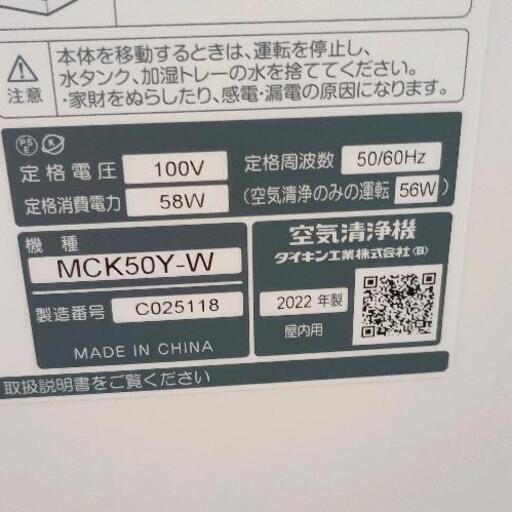 本体を移動するときは、運転を停止し、
水タンク、加湿トレーの水を捨ててください。
・家財をぬらしたり、感電・漏電の原因になります。
注意
PS
E
K
定格電圧 100V 定格周波数 50/60Hz
定格消費電力 58W (空気清浄のみの運転 56W)
機種
MCK50Y-W
製造番号 C025118
MADE IN CHINA
空気清浄機
ダイキン工業株式会社〈B〉
2022 年製
屋内用
取扱説明書をご覧ください